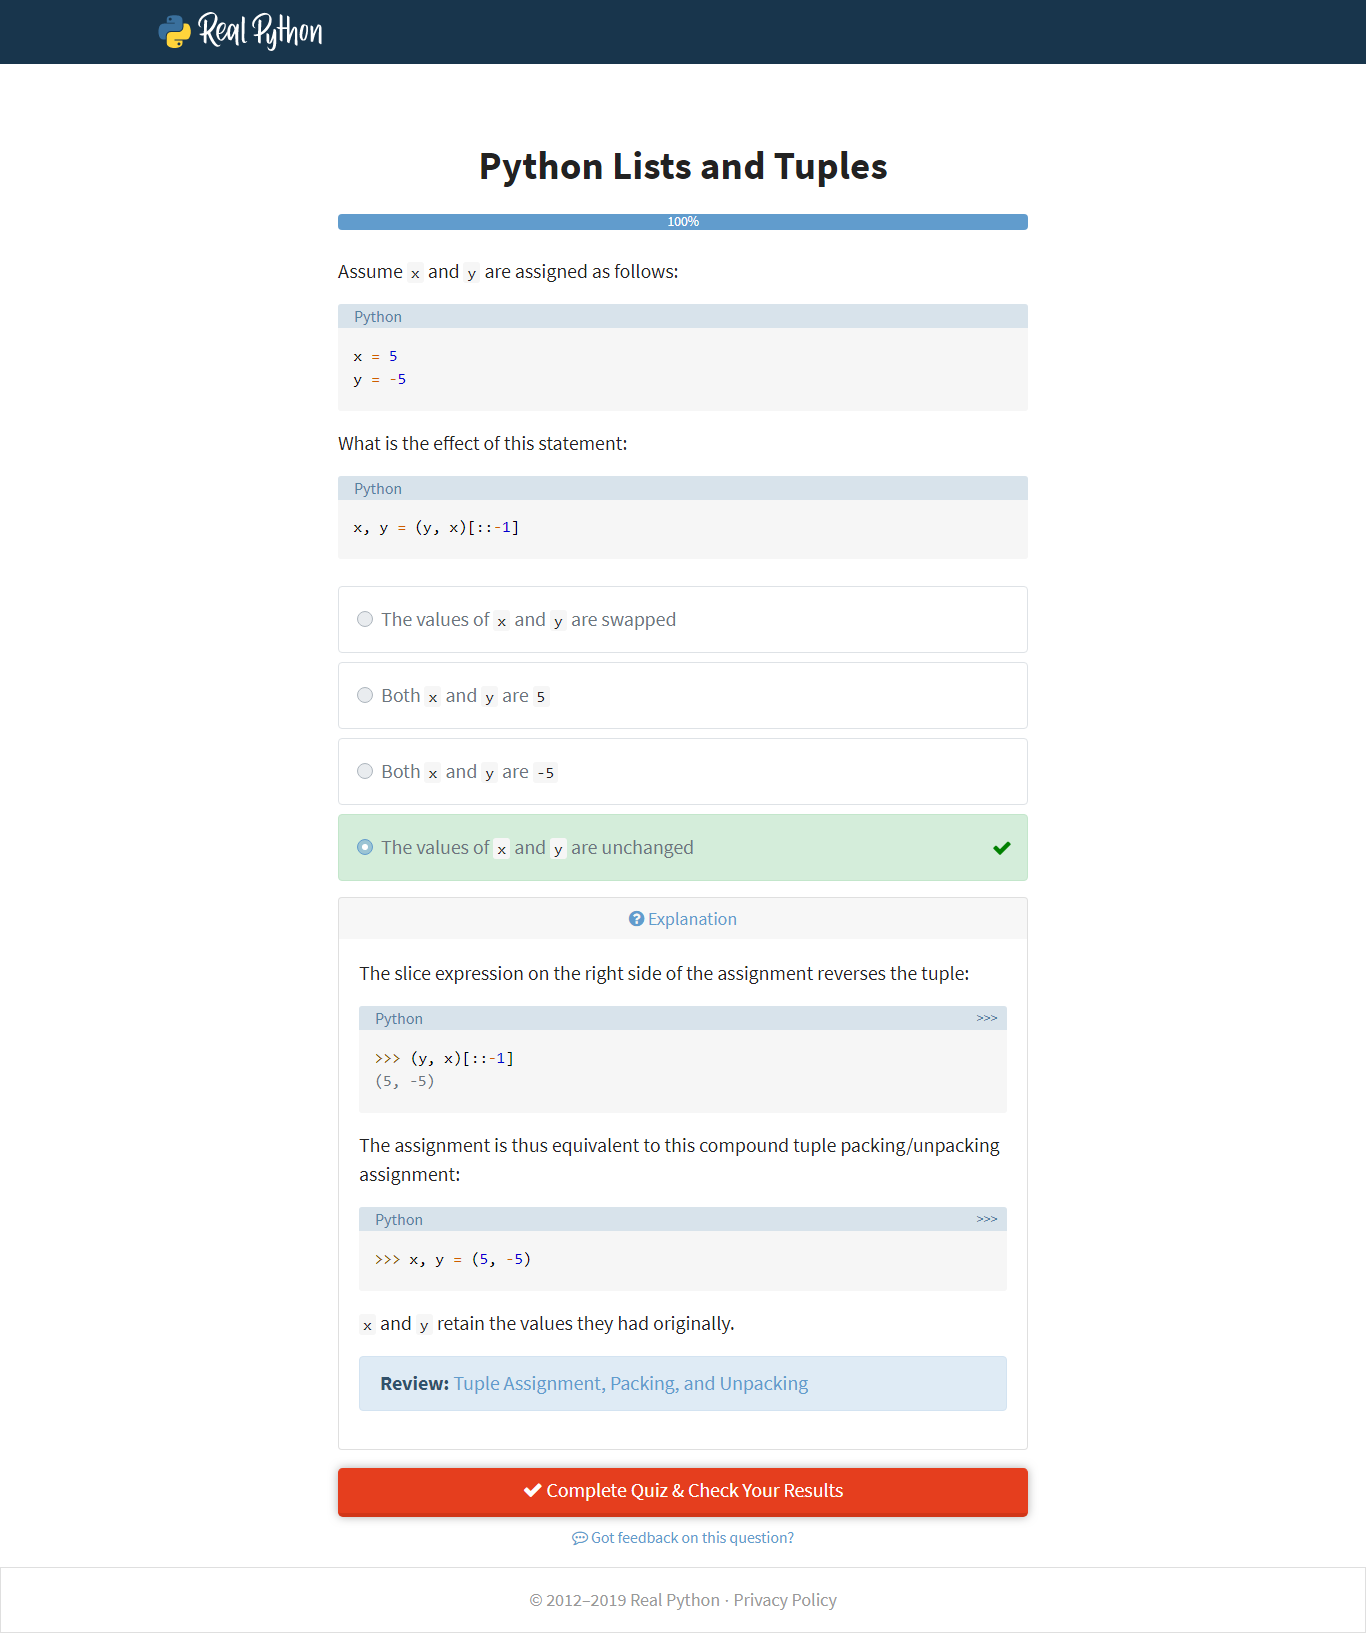 Real Python
Python Lists and Tuples
100%
Assume x and y are assigned as follows:
Python
x = 5
y = -5
What is the effect of this statement:
Python
x, y = (y, x)[::-1]
The values of x and y are swapped
Both x and y are 5
Both x and y are -5
The values of x and y are unchanged
Explanation
The slice expression on the right side of the assignment reverses the tuple:
Python >>>
>>> (y, x)[::-1]
(5, -5)
The assignment is thus equivalent to this compound tuple packing/unpacking
assignment:
Python >>>
>>> x, y = (5, -5)
x and y retain the values they had originally.
Review: Tuple Assignment, Packing, and Unpacking
Complete Quiz & Check Your Results
Got feedback on this question?
© 2012–2019 Real Python · Privacy Policy